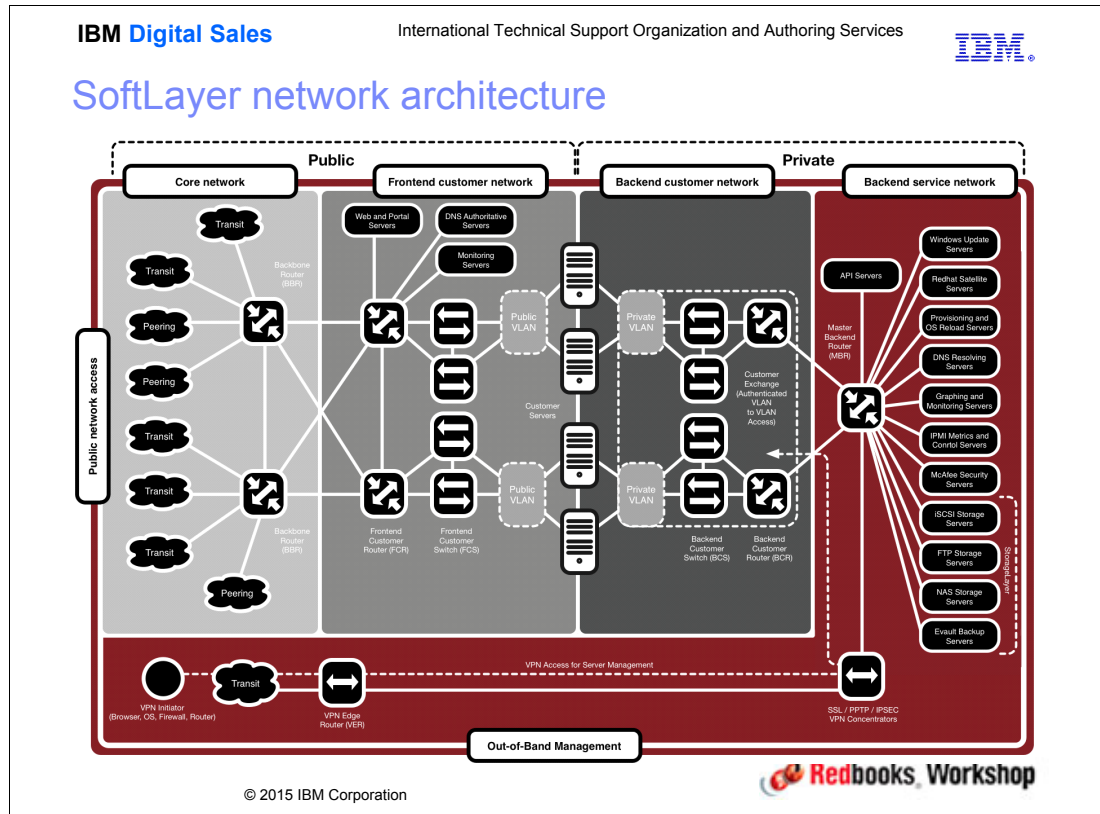 IBM Digital Sales
International Technical Support Organization and Authoring Services
IBM®
SoftLayer network architecture
Public
Private
Core network
Frontend customer network
Backend customer network
Backend service network
Public network access
Transit
Transit
Peering
Peering
Transit
Transit
Transit
Peering
Backbone
Router
(BBR)
Backbone
Router
(BBR)
Web and Portal
Servers
DNS Authoritative
Servers
Monitoring
Servers
Public
VLAN
Public
VLAN
Frontend
Customer
Router (FCR)
Frontend
Customer
Switch (FCS)
Customer
Servers
Private
VLAN
Private
VLAN
Customer
Exchange
(Authenticated
VLAN
to VLAN
Access)
Backend
Customer
Switch (BCS)
Backend
Customer
Router (BCR)
API Servers
Master
Backend
Router
(MBR)
Windows Update
Servers
Redhat Satellite
Servers
Provisioning and
OS Reload Servers
DNS Resolving
Servers
Graphing and
Monitoring Servers
IPMI Metrics and
Conrtol Servers
McAfee Security
Servers
iSCSI Storage
Servers
FTP Storage
Servers
NAS Storage
Servers
Evault Backup
Servers
StorageLayer
VPN Access for Server Management
VPN Initiator
(Browser, OS, Firewall, Router)
Transit
VPN Edge
Router (VER)
SSL / PPTP / IPSEC
VPN Concentrators
Out-of-Band Management
© 2015 IBM Corporation
Redbooks® Workshop